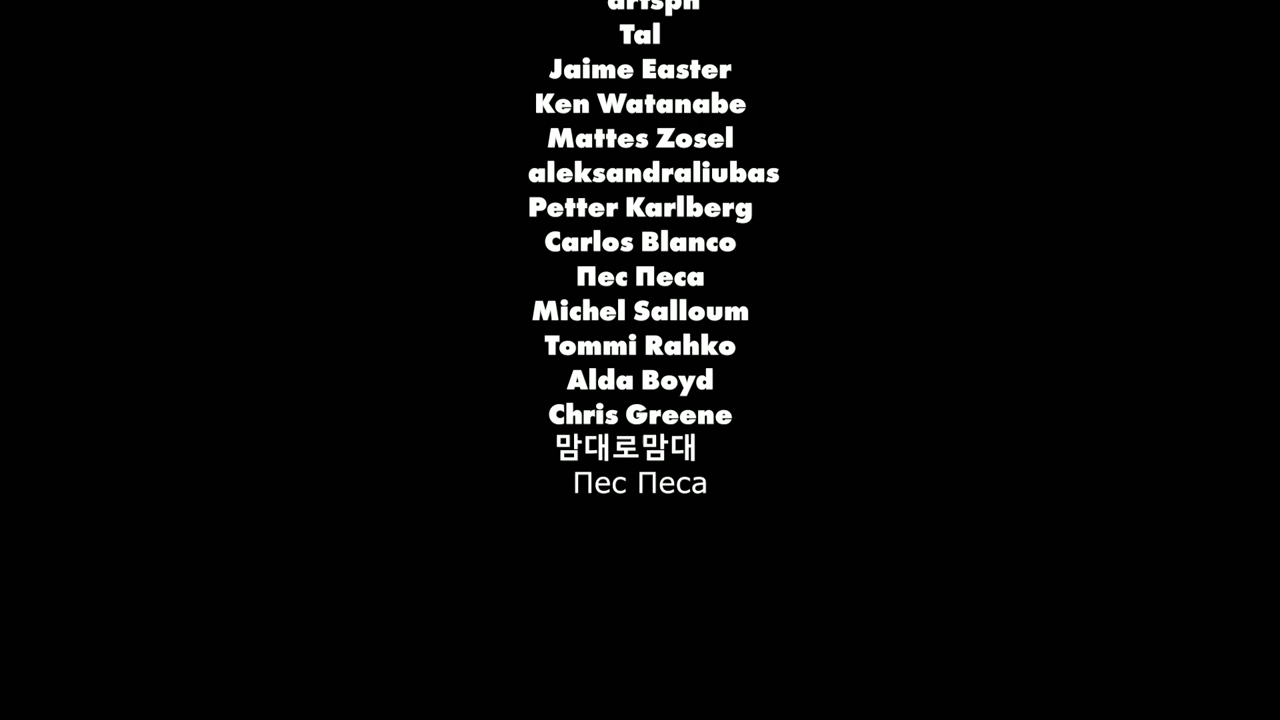 Tal
Jaime Easter
Ken Watanabe
Mattes Zosel
aleksandraliubas
Petter Karlberg
Carlos Blanco
Пес Песа
Michel Salloum
Tommi Rahko
Alda Boyd
Chris Greene
맘대로맘대
Пес Песа